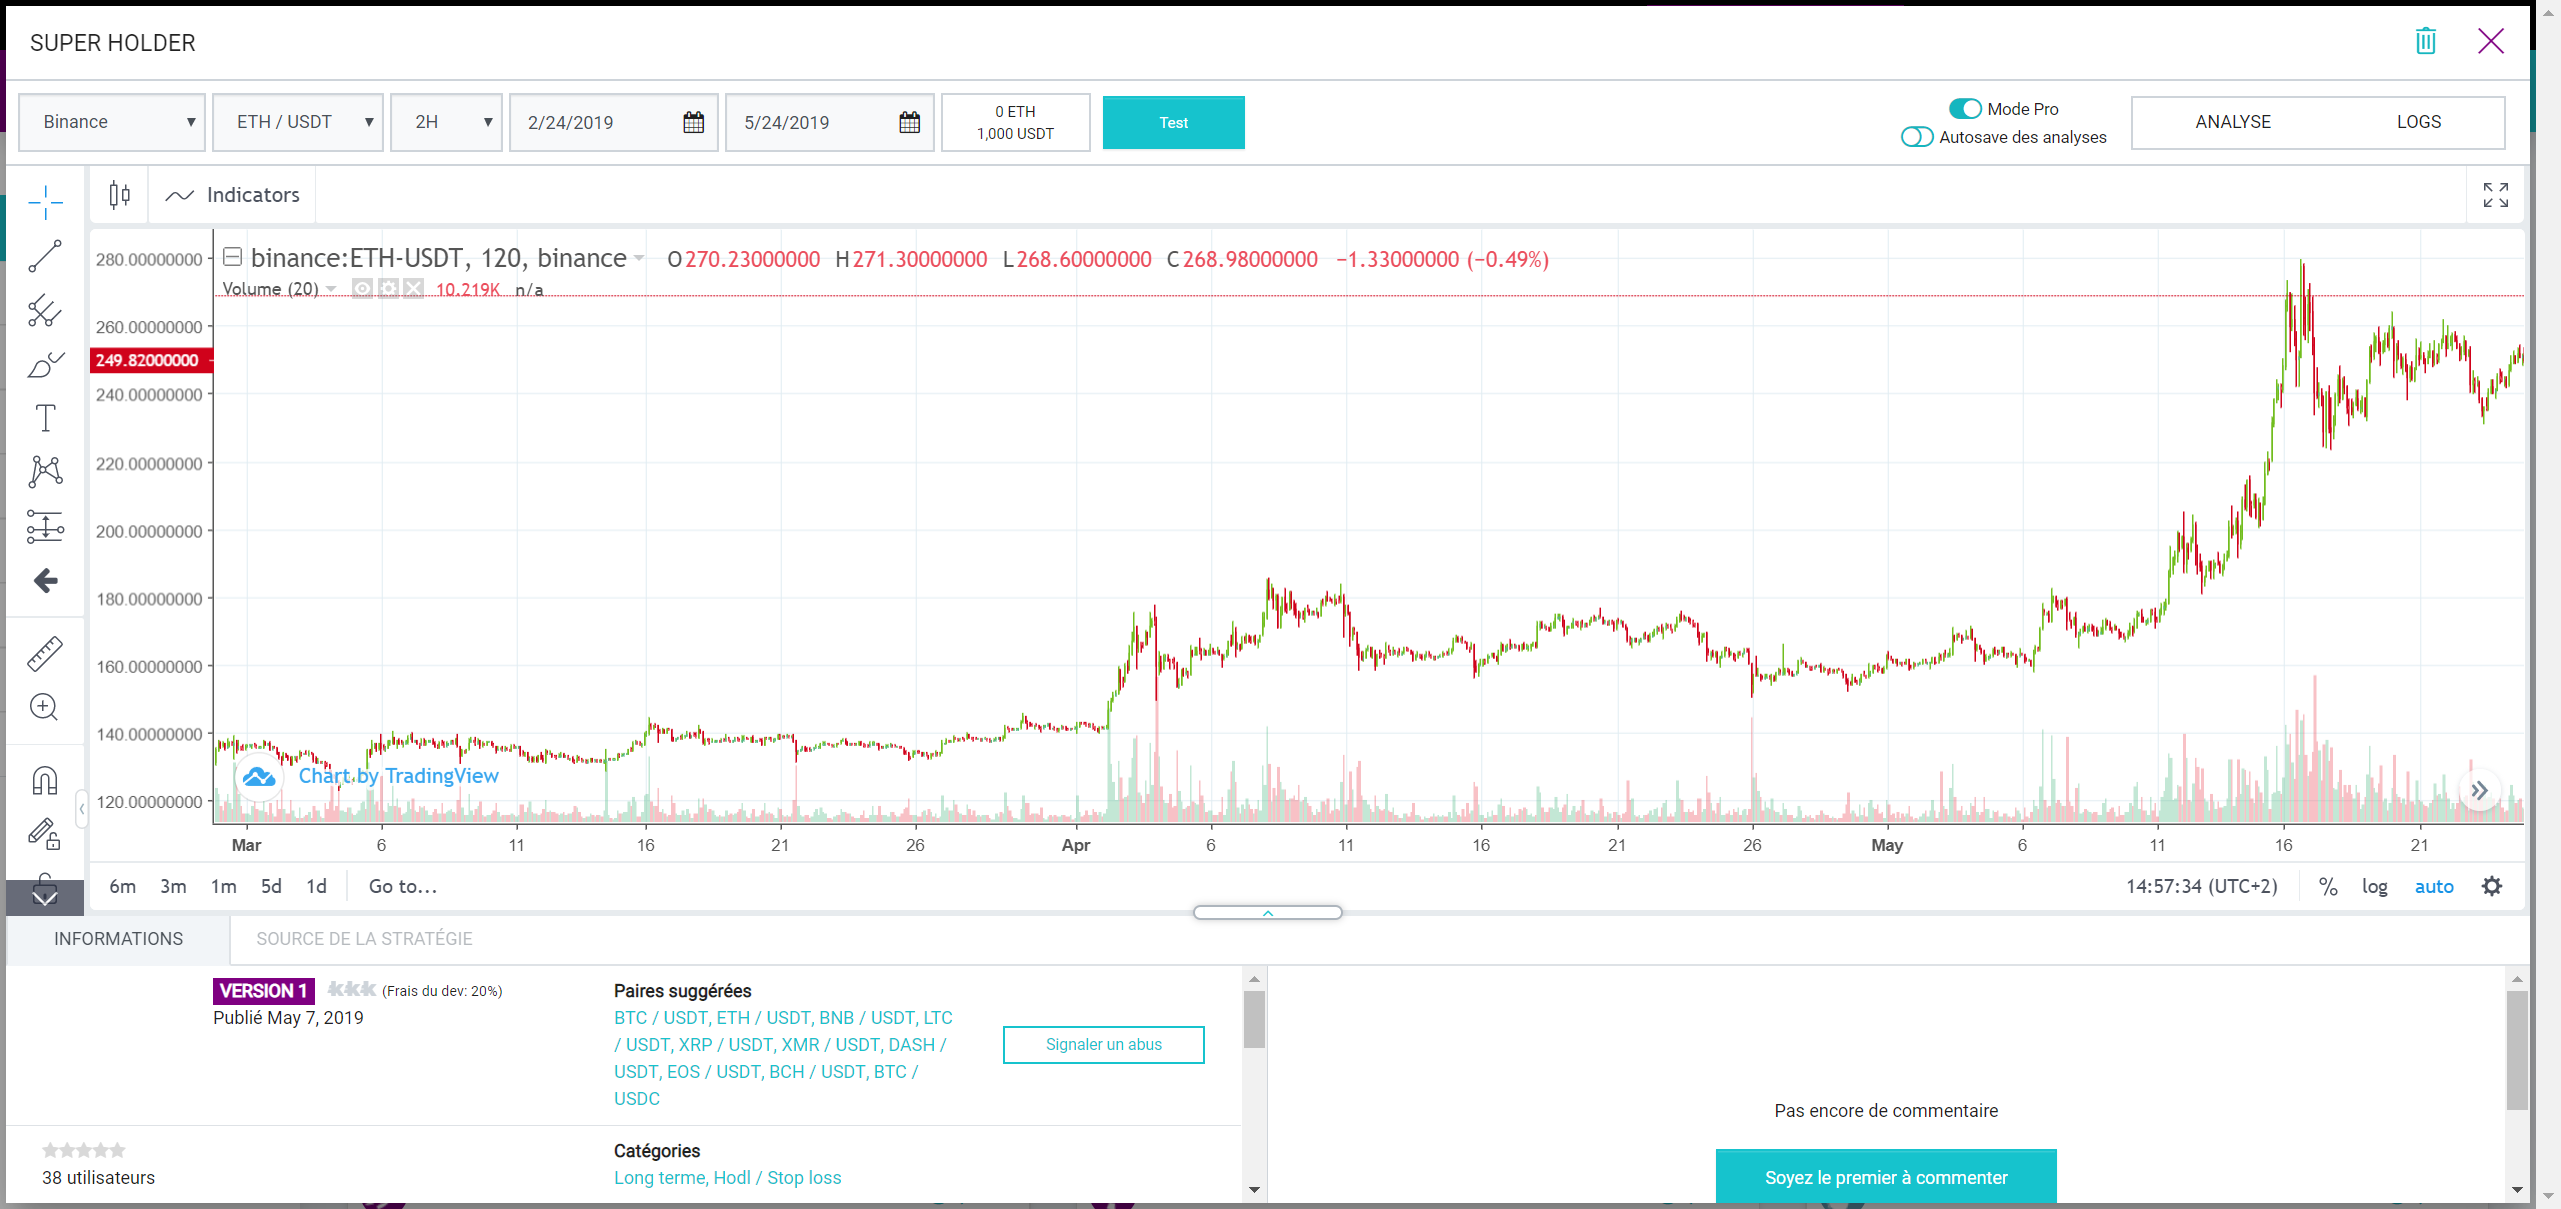 SUPER HOLDER
Binance ▼ ETH / USDT ▼ 2H ▼ 2/24/2019 5/24/2019
0 ETH
1,000 USDT
Test
Mode Pro
Autosave des analyses
ANALYSE LOGS
Indicators
binance:ETH-USDT, 120, binance O270.23000000 H271.30000000 L268.60000000 C268.98000000 −1.33000000 (−0.49%)
Volume (20) 10.219K n/a
280.00000000
260.00000000
249.82000000
240.00000000
220.00000000
200.00000000
180.00000000
160.00000000
140.00000000
120.00000000
Chart by TradingView
Mar 6 11 16 21 26 Apr 6 11 16 21 26 May 6 11 16 21
6m 3m 1m 5d 1d Go to... 14:57:34 (UTC+2) % log auto
INFORMATIONS SOURCE DE LA STRATÉGIE
VERSION 1 (Frais du dev: 20%)
Publié May 7, 2019
Paires suggérées
BTC / USDT, ETH / USDT, BNB / USDT, LTC
/ USDT, XRP / USDT, XMR / USDT, DASH /
USDT, EOS / USDT, BCH / USDT, BTC /
USDC
Signaler un abus
38 utilisateurs
Catégories
Long terme, Hodl / Stop loss
Pas encore de commentaire
Soyez le premier à commenter